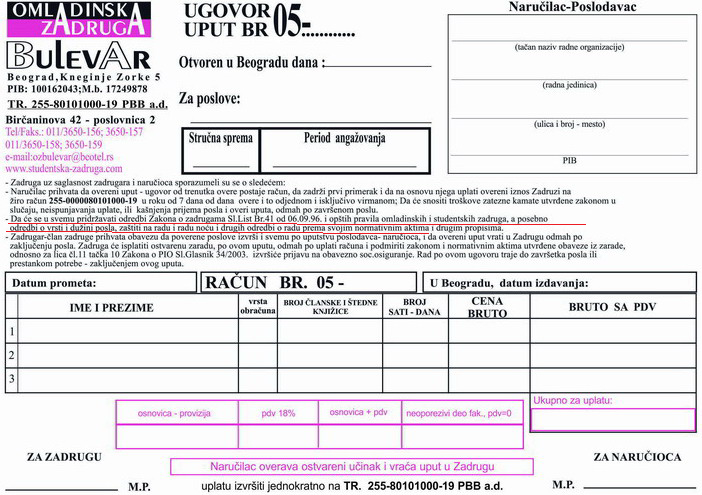 OMLADINSKA
ZADRUGA
BULEVAR
Beograd, Kneginje Zorke 5
PIB: 100162043;M.b. 17249878
TR. 255-80101000-19 PBB a.d.
Birčaninova 42 - poslovnica 2
Tel/Faks.: 011/3650-156; 3650-157
011/3650-158; 3650-159
e-mail:ozbulevar@beotel.rs
www.studentska-zadruga.com
UGOVOR
UPUT BR 05-............
Otvoren u Beogradu dana :
Za poslove:
Stručna sprema
Period angažovanja
Naručilac-Poslodavac
(tačan naziv radne organizacije)
(radna jedinica)
(ulica i broj - mesto)
PIB
- Zadruga uz saglasnost zadrugara i naručioca sporazumeli su se o sledećem:
- Naručilac prihvata da overeni uput - ugovor od trenutka overe postaje račun, da zadrži prvi primerak i da na osnovu njega uplati overeni iznos Zadruzi na
žiro račun 255-0000080101000-19 u roku od 7 dana od dana overe i to odjednom i isključivo virmanom; Da će snositi troškove zatezne kamate utvrđene zakonom u
slučaju, neispunjavanja uplate, ili kašnjenja prijema posla i overi uput, odmah po završenom poslu.
- Da će se u svemu pridržavati odredbi Zakona o zadrugama Sl.List Br.41 od 06.09.96. i opštih pravila omladinskih i studentskih zadruga, a posebno
odredbi o vrsti i dužini posla, zaštiti na radu i radu noću i drugih odredbi o radu prema svojim normativnim aktima i drugim propisima.
- Zadrugar-član zadruge prihvata obavezu da poverene poslove izvrši i svemu po uputstvu poslodavca- naručioca, i da overeni uput vrati u Zadrugu odmah po
zaključenju posla. Zadruga će isplatiti ostvarenu zaradu, po ovom uputu, odmah po uplati računa i podmiriti zakonom i normativnim aktima utvrđene obaveze iz zarade,
odnosno za lica čl.11 tačka 10 Zakona o PIO Sl.Glasnik 34/2003. izvršiće prijavu na obavezno soc.osiguranje. Rad po ovom ugovoru traje do završetka posla ili
prestankom potrebe - zaključenjem ovog uputa.
Datum prometa:
RAČUN BR. 05 -
U Beogradu, datum izdavanja:
IME I PREZIME
vrsta
obračuna
BROJ ČLANSKE I ŠTEDNE
KNJIŽICE
BROJ
SATI - DANA
CENA
BRUTO
BRUTO SA PDV
1
2
3
osnovica - provizija
pdv 18%
osnovica + pdv
neoporezivi deo fak., pdv=0
Ukupno za uplatu:
ZA ZADRUGU
M.P.
Naručilac overava ostvareni učinak i vraća uput u Zadrugu
uplatu izvršiti jednokratno na TR. 255-80101000-19 PBB a.d.
ZA NARUČIOCA
M.P.